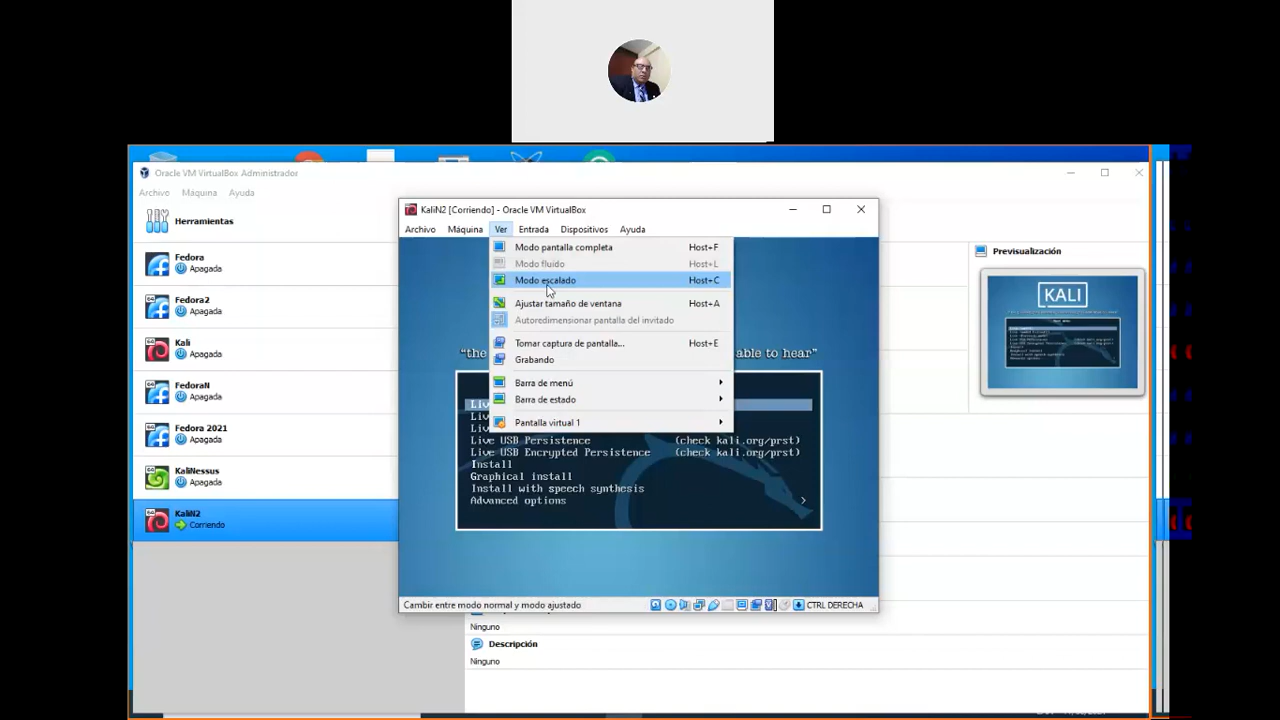 Oracle VM VirtualBox Administrador
Archivo Máquina Ayuda
Herramientas
Fedora
Apagada
Fedora2
Apagada
Kali
Apagada
FedoraN
Apagada
Fedora 2021
Apagada
KaliNessus
Apagada
KaliN2
Corriendo
KaliN2 [Corriendo] - Oracle VM VirtualBox
Archivo Máquina Ver Entrada Dispositivos Ayuda
Modo pantalla completa Host+F
Modo fluido Host+L
Modo escalado Host+C
Ajustar tamaño de ventana Host+A
Autoredimensionar pantalla del invitado
Tomar captura de pantalla... Host+E
Grabando
Barra de menú
Barra de estado
Pantalla virtual 1
"the able to hear"
Liv
Liv
Liv
Live USB Persistence (check kali.org/prst)
Live USB Encrypted Persistence (check kali.org/prst)
Install
Graphical install
Install with speech synthesis
Advanced options >
Cambir entre modo normal y modo ajustado
CTRL DERECHA
Previsualización
KALI
Ninguno
Descripción
Ninguno